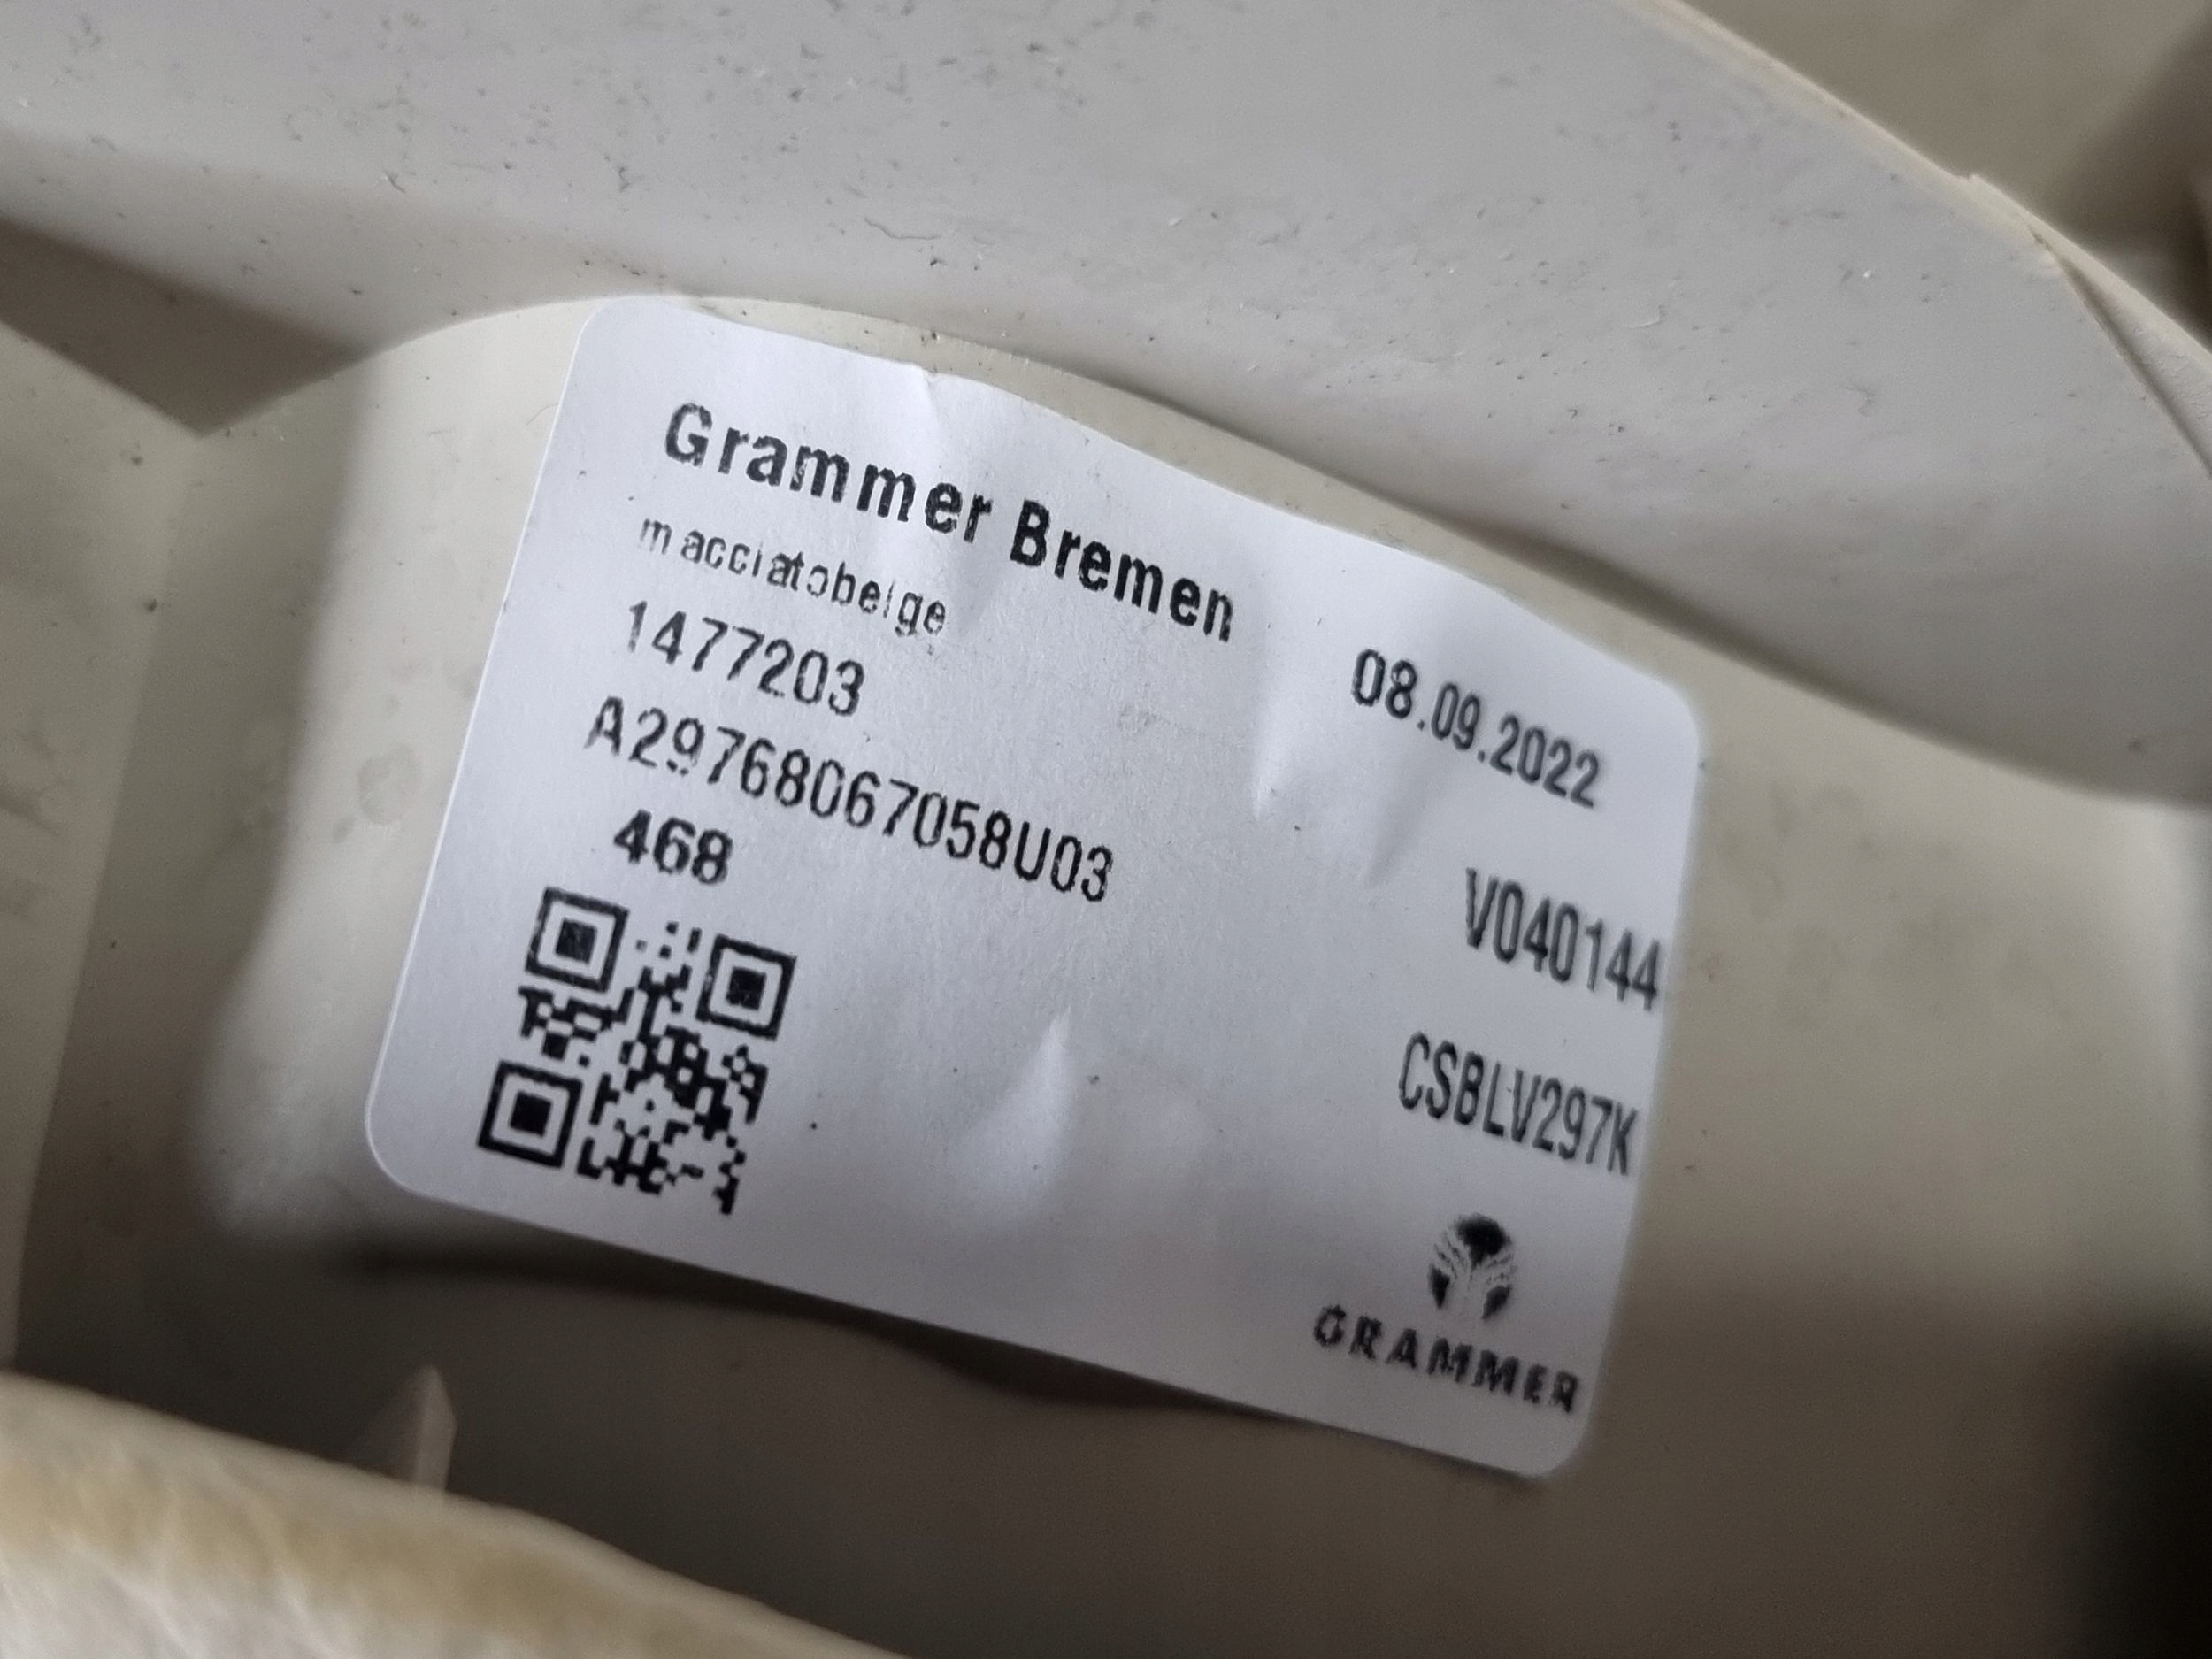 Grammer Bremen
macciatobeige
1477203
08.09.2022
A29768067058U03
468
V040144
CSBLV297K
GRAMMER